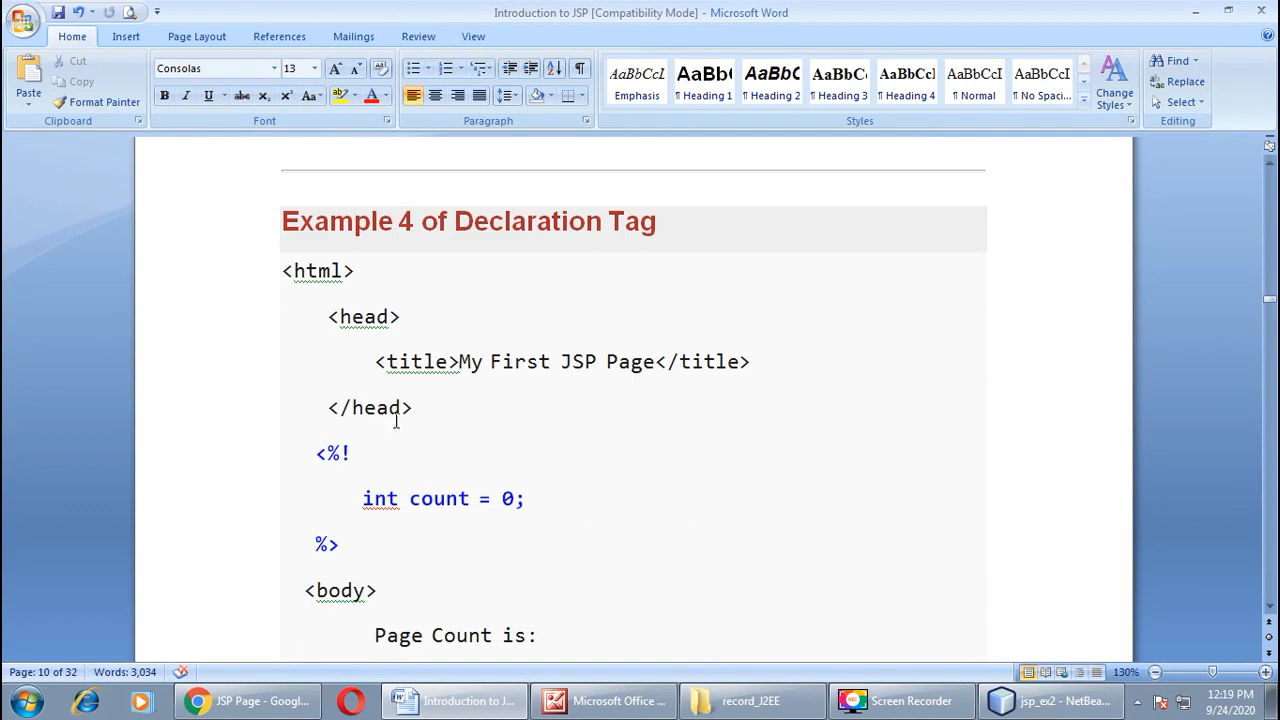 Introduction to JSP [Compatibility Mode] - Microsoft Word
Home Insert Page Layout References Mailings Review View
Paste
Cut
Copy
Format Painter
Clipboard
Consolas 13
Font
Paragraph
AaBbCcI AaBb( AaBbC AaBbC: AaBbC( AaBbCcI AaBbCcI
Emphasis ¶ Heading 1 ¶ Heading 2 ¶ Heading 3 ¶ Heading 4 ¶ Normal ¶ No Spaci...
Change
Styles
Styles
Find
Replace
Select
Editing
Example 4 of Declaration Tag
<html>
<head>
<title>My First JSP Page</title>
</head>
<%!
int count = 0;
%>
<body>
Page Count is:
Page: 10 of 32 Words: 3,034 130%
JSP Page - Googl... Introduction to J... Microsoft Office ... record_J2EE Screen Recorder jsp_ex2 - NetBea...
12:19 PM
9/24/2020